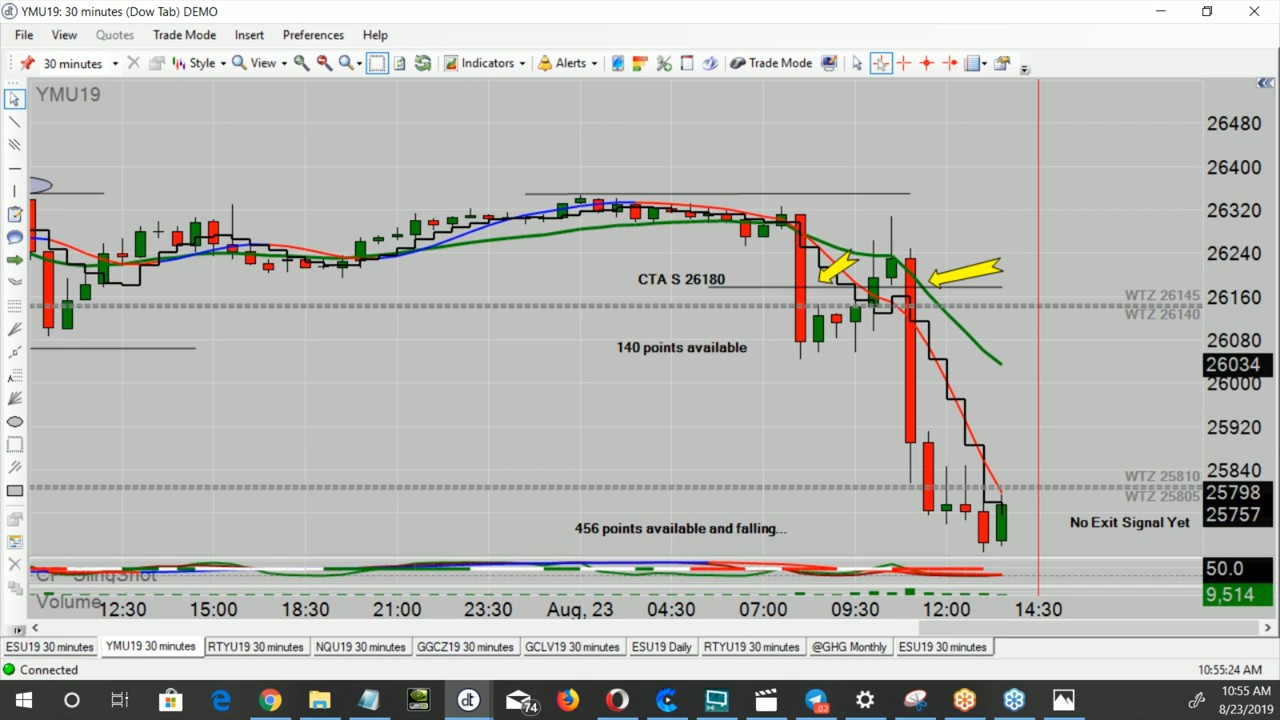 YMU19: 30 minutes (Dow Tab) DEMO
File View Quotes Trade Mode Insert Preferences Help
30 minutes Style View Indicators Alerts Trade Mode
YMU19
26480
26400
26320
26240
CTA S 26180
WTZ 26145
26160
WTZ 26140
140 points available
26080
26034
26000
25920
25840
WTZ 25810
WTZ 25805
25798
25757
No Exit Signal Yet
456 points available and falling...
50.0
CP SlingShot
9,514
Volume
12:30 15:00 18:30 21:00 23:30 Aug, 23 04:30 07:00 09:30 12:00 14:30
ESU19 30 minutes YMU19 30 minutes RTYU19 30 minutes NQU19 30 minutes GGCZ19 30 minutes GCLV19 30 minutes ESU19 Daily RTYU19 30 minutes @GHG Monthly ESU19 30 minutes
Connected 10:55:24 AM
dt 74 02 10:55 AM
8/23/2019